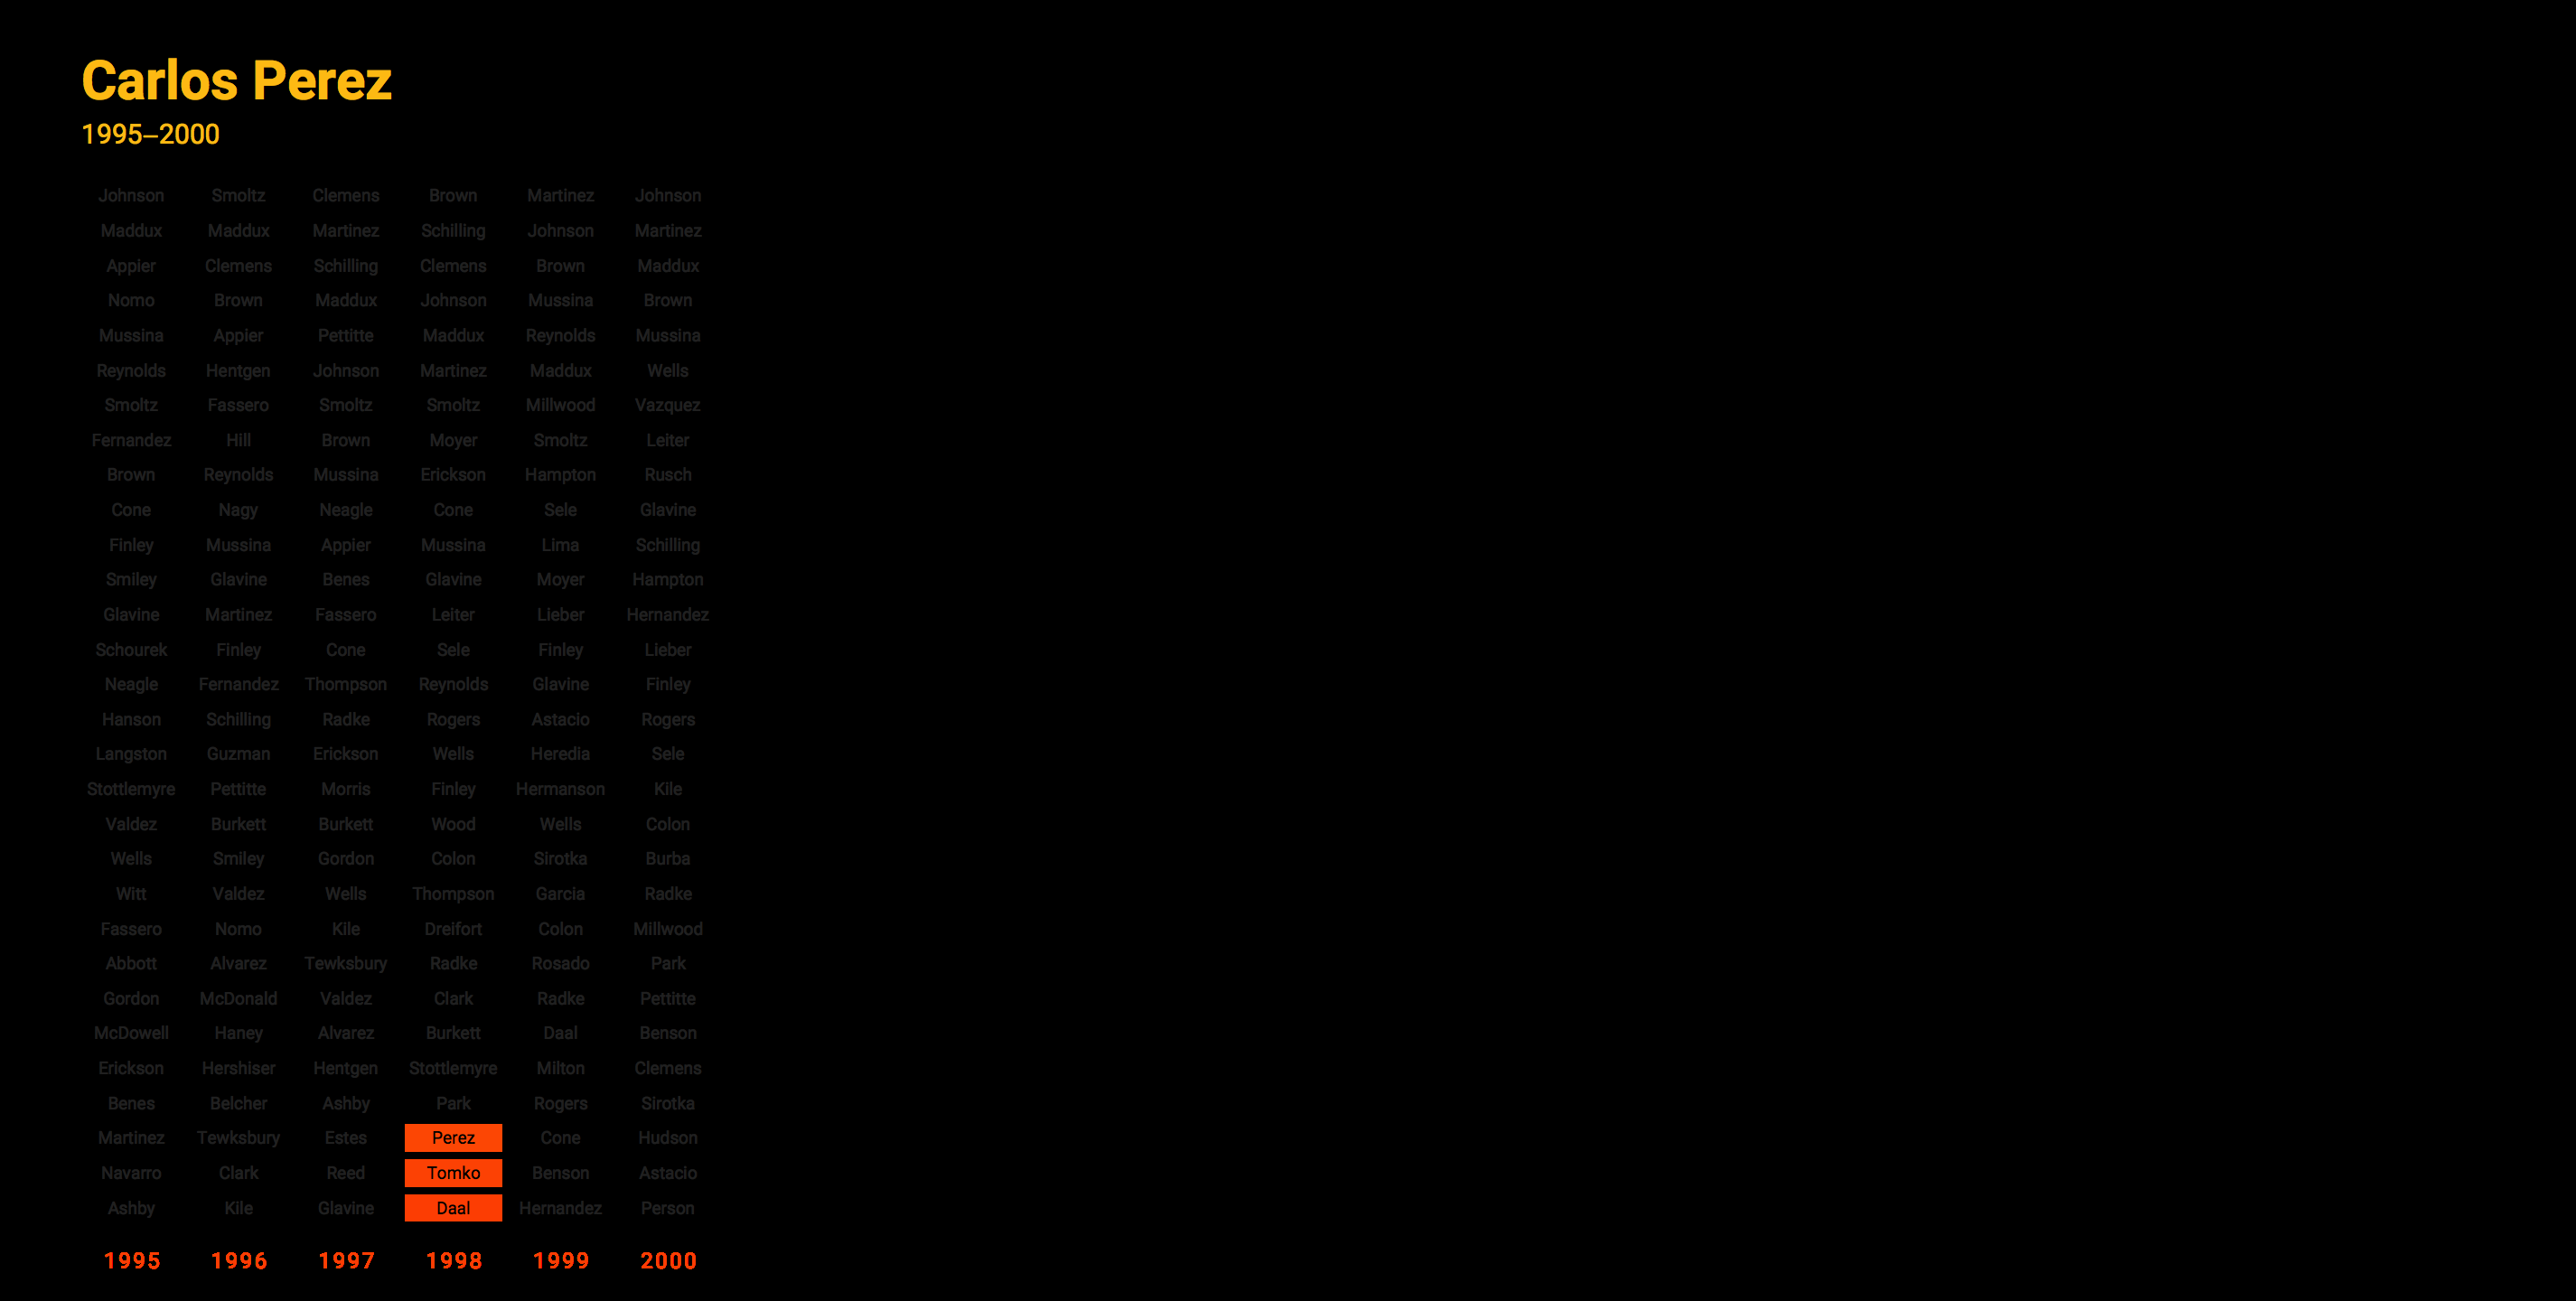 Carlos Perez
1995–2000
Johnson Smoltz Clemens Brown Martinez Johnson
Maddux Maddux Martinez Schilling Johnson Martinez
Appier Clemens Schilling Clemens Brown Maddux
Nomo Brown Maddux Johnson Mussina Brown
Mussina Appier Pettitte Maddux Reynolds Mussina
Reynolds Hentgen Johnson Martinez Maddux Wells
Smoltz Fassero Smoltz Smoltz Millwood Vazquez
Fernandez Hill Brown Moyer Smoltz Leiter
Brown Reynolds Mussina Erickson Hampton Rusch
Cone Nagy Neagle Cone Sele Glavine
Finley Mussina Appier Mussina Lima Schilling
Smiley Glavine Benes Glavine Moyer Hampton
Glavine Martinez Fassero Leiter Lieber Hernandez
Schourek Finley Cone Sele Finley Lieber
Neagle Fernandez Thompson Reynolds Glavine Finley
Hanson Schilling Radke Rogers Astacio Rogers
Langston Guzman Erickson Wells Heredia Sele
Stottlemyre Pettitte Morris Finley Hermanson Kile
Valdez Burkett Burkett Wood Wells Colon
Wells Smiley Gordon Colon Sirotka Burba
Witt Valdez Wells Thompson Garcia Radke
Fassero Nomo Kile Dreifort Colon Millwood
Abbott Alvarez Tewksbury Radke Rosado Park
Gordon McDonald Valdez Clark Radke Pettitte
McDowell Haney Alvarez Burkett Daal Benson
Erickson Hershiser Hentgen Stottlemyre Milton Clemens
Benes Belcher Ashby Park Rogers Sirotka
Martinez Tewksbury Estes Perez Cone Hudson
Navarro Clark Reed Tomko Benson Astacio
Ashby Kile Glavine Daal Hernandez Person
1995 1996 1997 1998 1999 2000